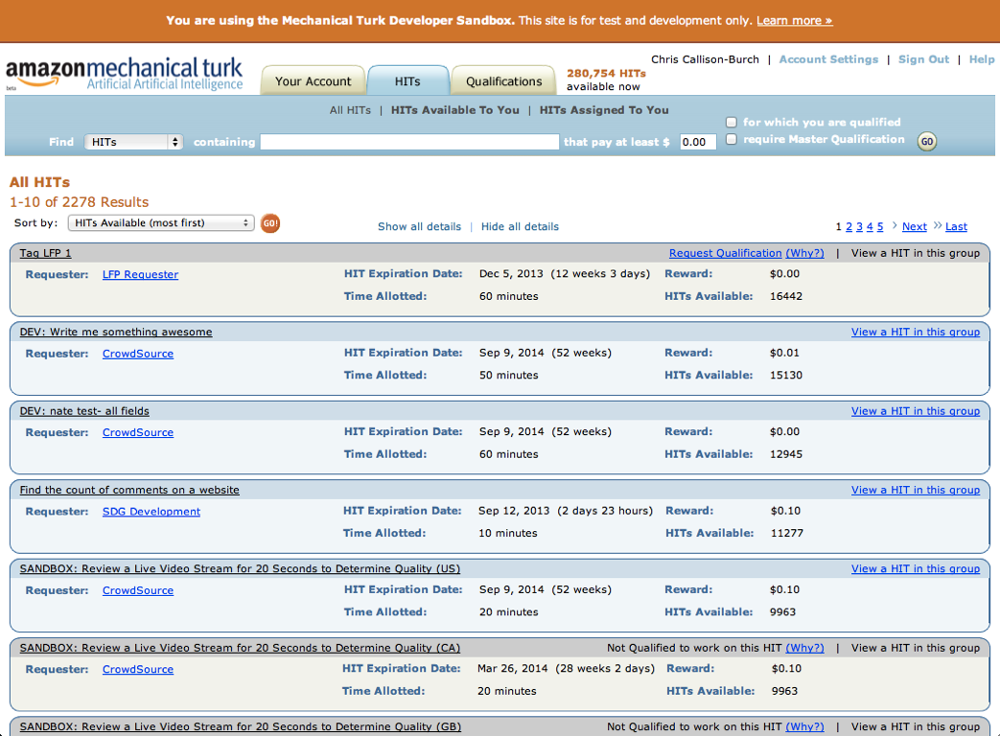 You are using the Mechanical Turk Developer Sandbox. This site is for test and development only. Learn more »
Chris Callison-Burch | Account Settings | Sign Out | Help
amazonmechanical turk
beta
Artificial Artificial Intelligence
Your Account
HITs
Qualifications
280,754 HITs
available now
All HITs | HITs Available To You | HITs Assigned To You
Find HITs containing that pay at least $ 0.00
for which you are qualified
require Master Qualification
GO
All HITs
1-10 of 2278 Results
Sort by: HITs Available (most first) GO!
Show all details | Hide all details
1 2 3 4 5 › Next » Last
Tag LFP 1 Request Qualification (Why?) | View a HIT in this group
Requester: LFP Requester HIT Expiration Date: Dec 5, 2013 (12 weeks 3 days) Reward: $0.00
Time Allotted: 60 minutes HITs Available: 16442
DEV: Write me something awesome View a HIT in this group
Requester: CrowdSource HIT Expiration Date: Sep 9, 2014 (52 weeks) Reward: $0.01
Time Allotted: 50 minutes HITs Available: 15130
DEV: nate test- all fields View a HIT in this group
Requester: CrowdSource HIT Expiration Date: Sep 9, 2014 (52 weeks) Reward: $0.00
Time Allotted: 60 minutes HITs Available: 12945
Find the count of comments on a website View a HIT in this group
Requester: SDG Development HIT Expiration Date: Sep 12, 2013 (2 days 23 hours) Reward: $0.10
Time Allotted: 10 minutes HITs Available: 11277
SANDBOX: Review a Live Video Stream for 20 Seconds to Determine Quality (US) View a HIT in this group
Requester: CrowdSource HIT Expiration Date: Sep 9, 2014 (52 weeks) Reward: $0.10
Time Allotted: 20 minutes HITs Available: 9963
SANDBOX: Review a Live Video Stream for 20 Seconds to Determine Quality (CA) Not Qualified to work on this HIT (Why?) | View a HIT in this group
Requester: CrowdSource HIT Expiration Date: Mar 26, 2014 (28 weeks 2 days) Reward: $0.10
Time Allotted: 20 minutes HITs Available: 9963
SANDBOX: Review a Live Video Stream for 20 Seconds to Determine Quality (GB) Not Qualified to work on this HIT (Why?) | View a HIT in this group